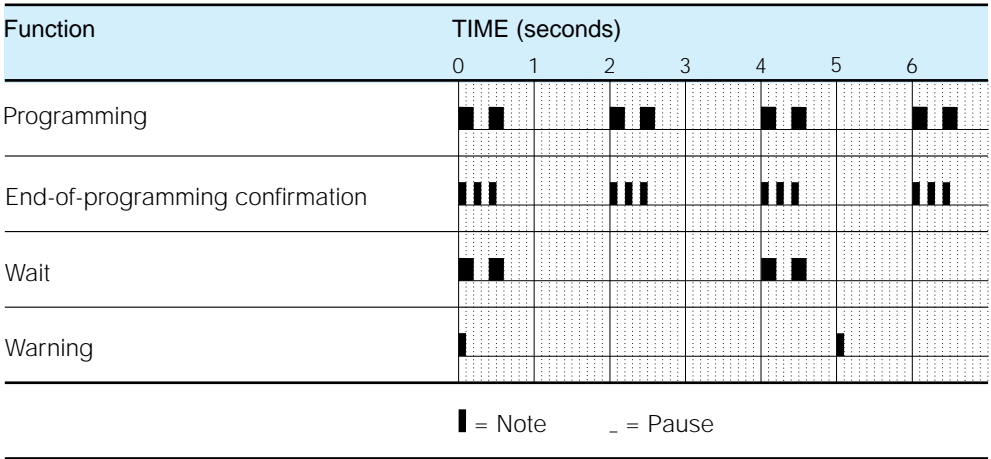 Function TIME (seconds)
0 1 2 3 4 5 6
Programming
End-of-programming confirmation
Wait
Warning
= Note _ = Pause